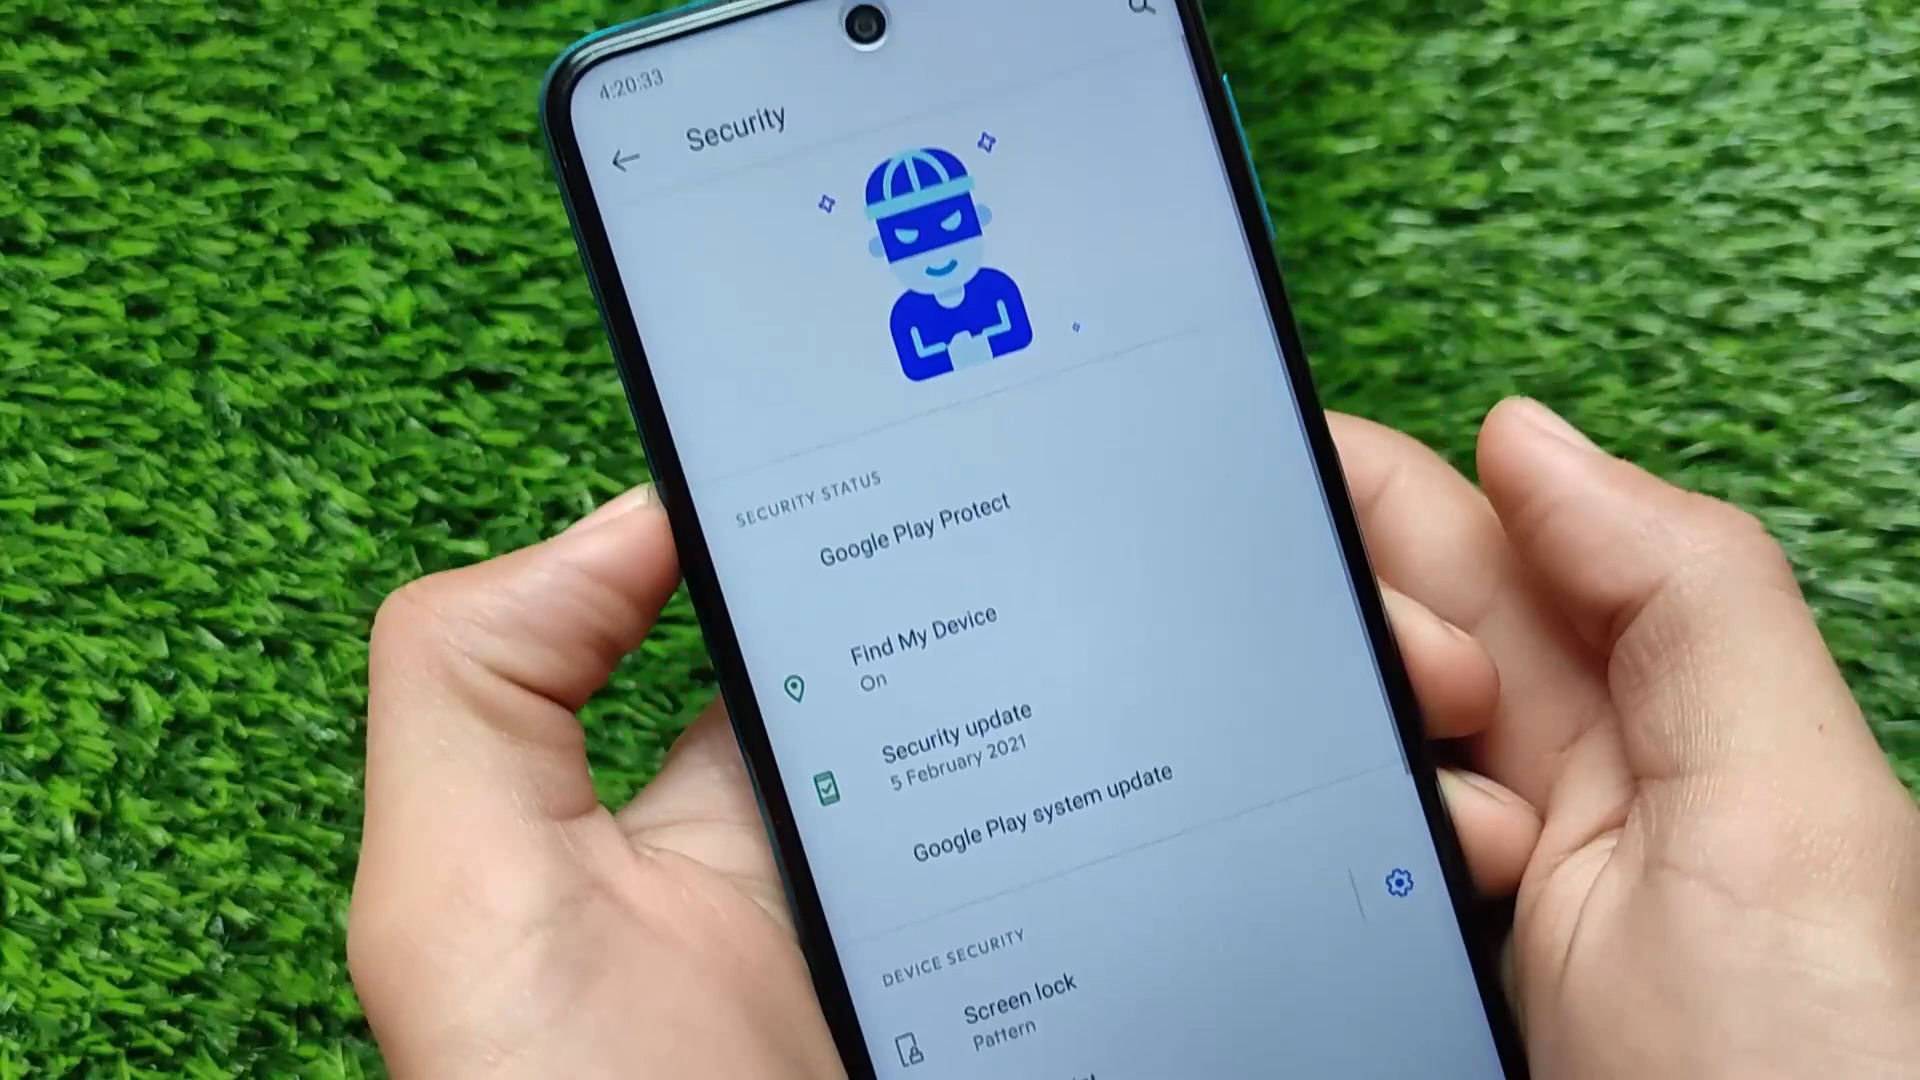 4:20:33
Security
SECURITY STATUS
Google Play Protect
Find My Device
On
Security update
5 February 2021
Google Play system update
DEVICE SECURITY
Screen lock
Pattern